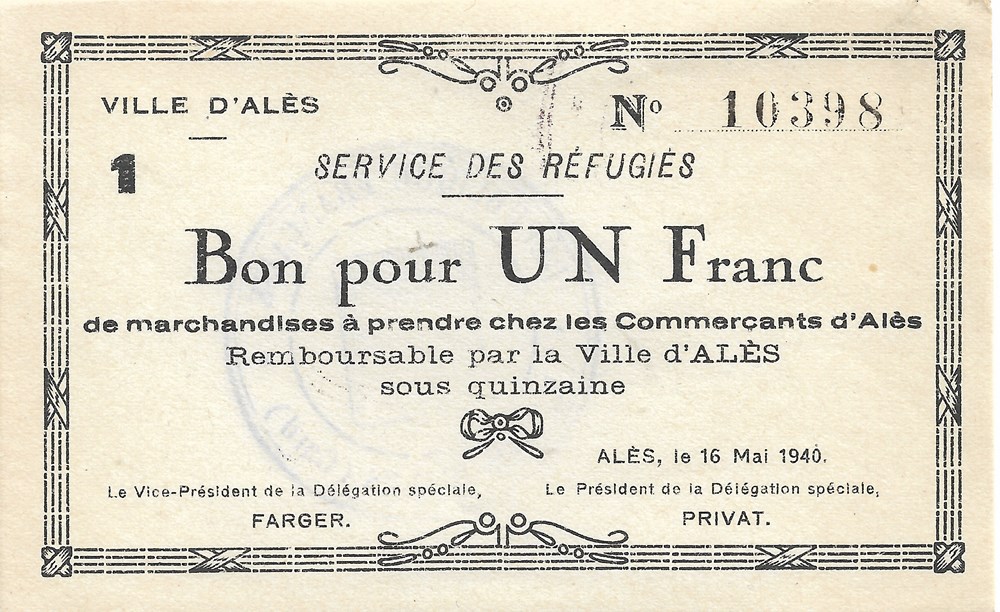 VILLE D'ALÈS
Nº 10398
1
SERVICE DES RÉFUGIÉS
Bon pour UN Franc
de marchandises à prendre chez les Commerçants d'Alès
Remboursable par la Ville d'ALÈS
sous quinzaine
ALÈS, le 16 Mai 1940.
Le Vice-Président de la Délégation spéciale,
FARGER.
Le Président de la Délégation spéciale,
PRIVAT.